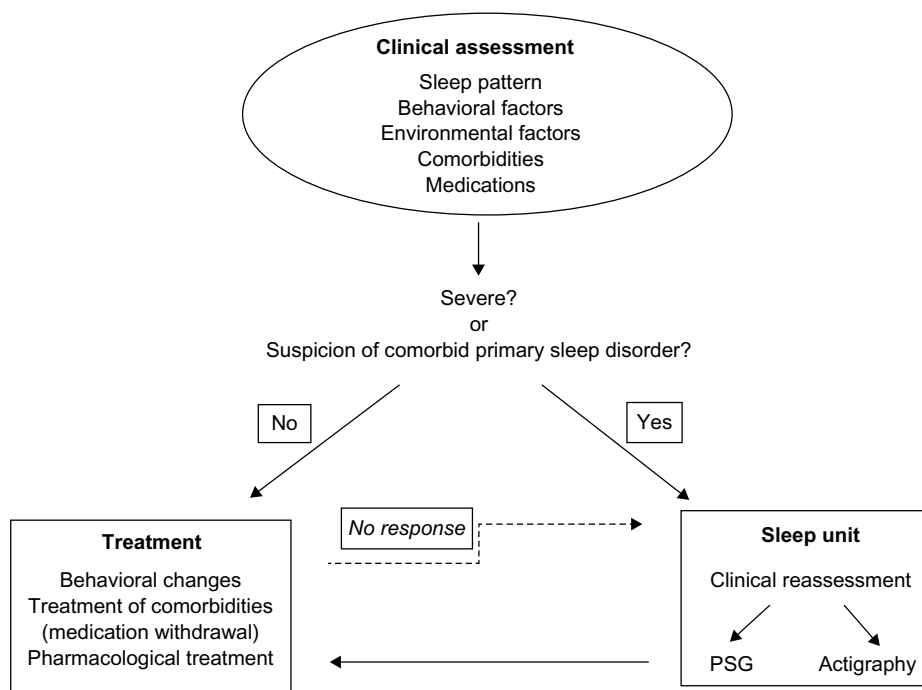 Clinical assessment
Sleep pattern
Behavioral factors
Environmental factors
Comorbidities
Medications
Severe?
or
Suspicion of comorbid primary sleep disorder?
No
Yes
Treatment
Behavioral changes
Treatment of comorbidities
(medication withdrawal)
Pharmacological treatment
No response
Sleep unit
Clinical reassessment
PSG
Actigraphy